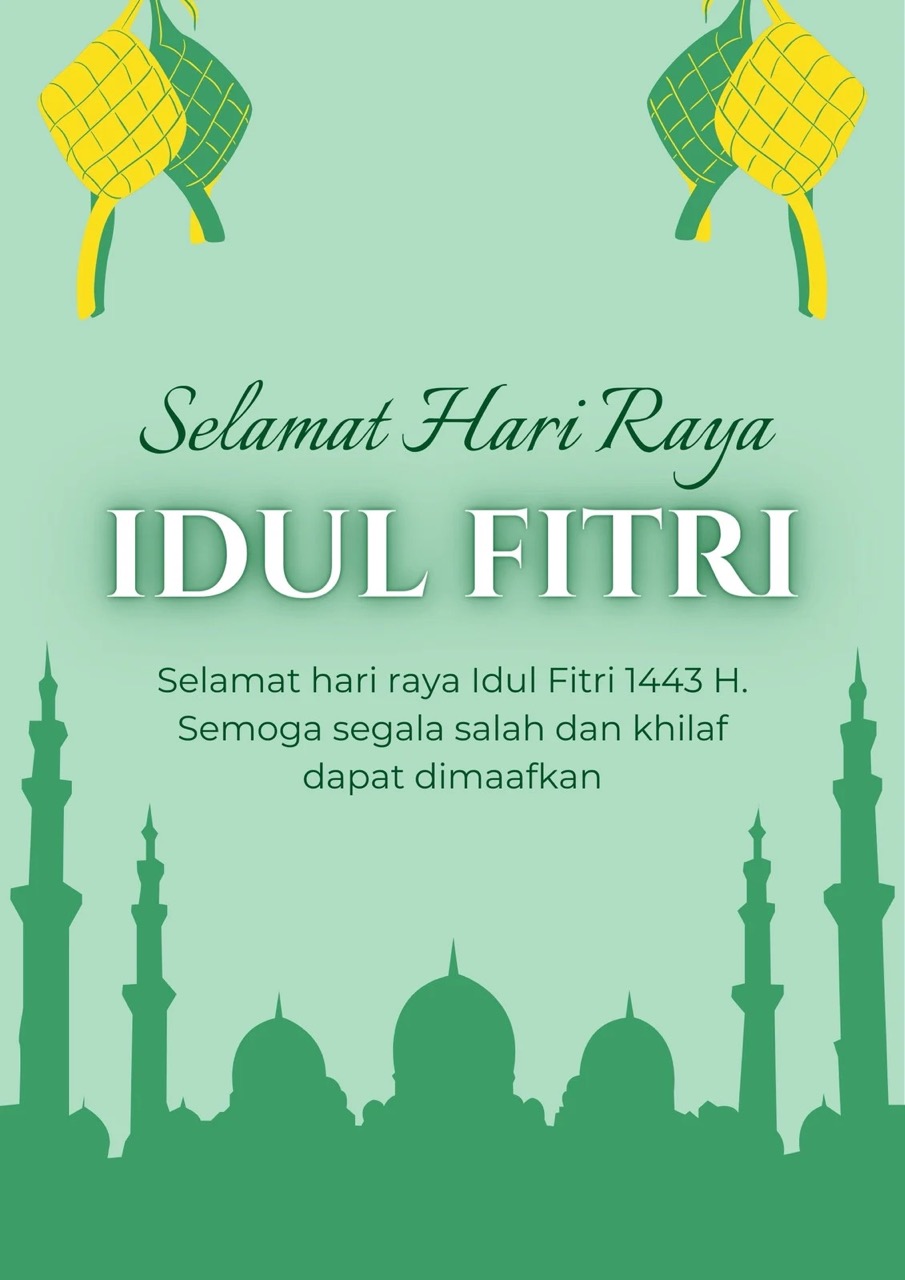 Selamat Hari Raya
IDUL FITRI
Selamat hari raya Idul Fitri 1443 H.
Semoga segala salah dan khilaf
dapat dimaafkan